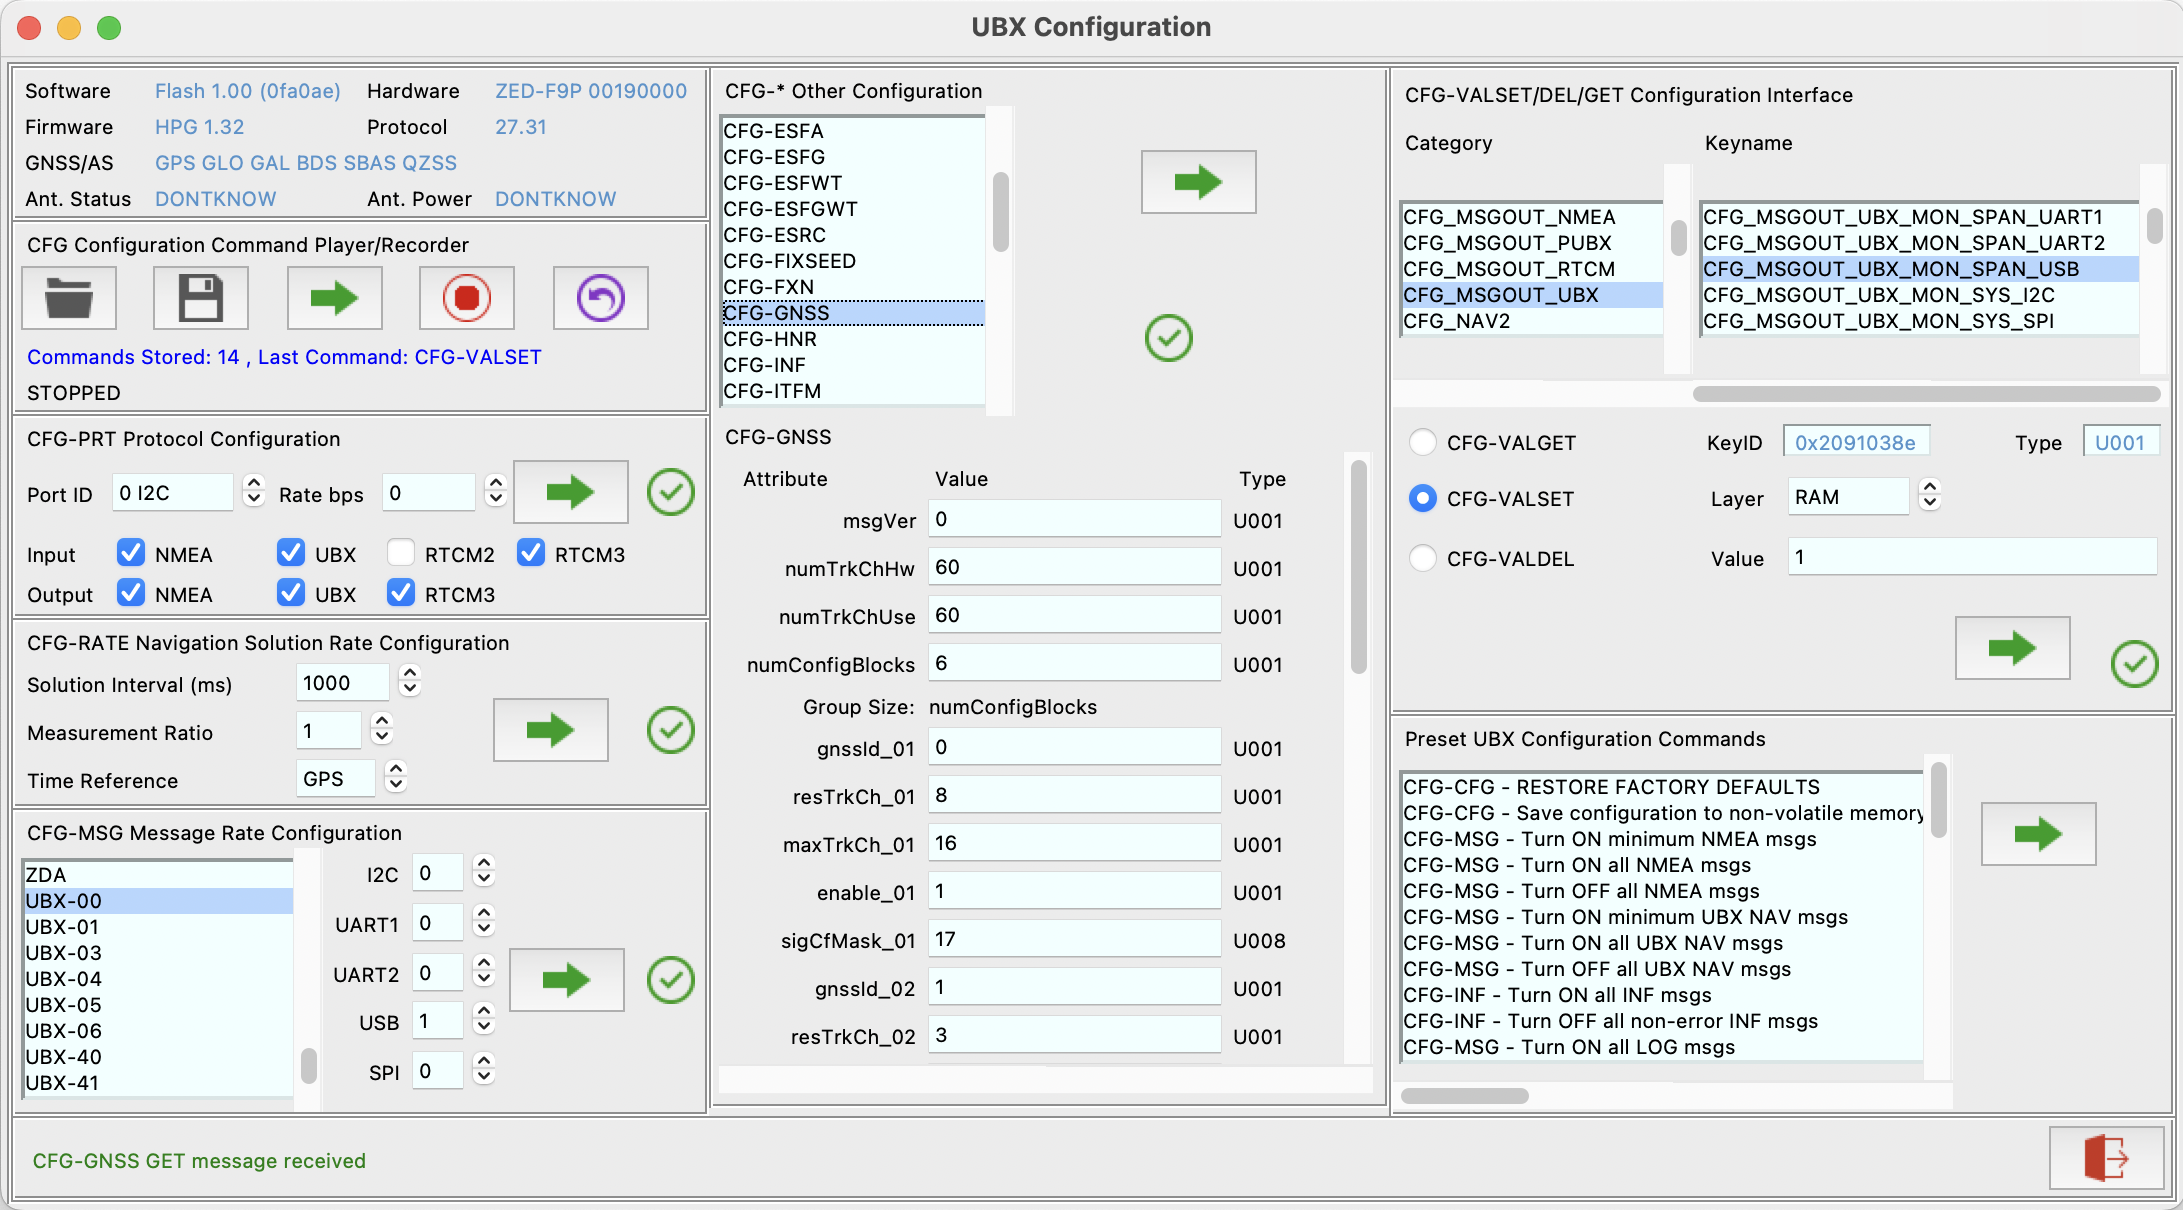 UBX Configuration
Software Flash 1.00 (0fa0ae) Hardware ZED-F9P 00190000
Firmware HPG 1.32 Protocol 27.31
GNSS/AS GPS GLO GAL BDS SBAS QZSS
Ant. Status DONTKNOW Ant. Power DONTKNOW
CFG Configuration Command Player/Recorder
Commands Stored: 14 , Last Command: CFG-VALSET
STOPPED
CFG-PRT Protocol Configuration
Port ID 0 I2C Rate bps 0
Input NMEA UBX RTCM2 RTCM3
Output NMEA UBX RTCM3
CFG-RATE Navigation Solution Rate Configuration
Solution Interval (ms) 1000
Measurement Ratio 1
Time Reference GPS
CFG-MSG Message Rate Configuration
ZDA
UBX-00
UBX-01
UBX-03
UBX-04
UBX-05
UBX-06
UBX-40
UBX-41
I2C 0
UART1 0
UART2 0
USB 1
SPI 0
CFG-* Other Configuration
CFG-ESFA
CFG-ESFG
CFG-ESFWT
CFG-ESFGWT
CFG-ESRC
CFG-FIXSEED
CFG-FXN
CFG-GNSS
CFG-HNR
CFG-INF
CFG-ITFM
CFG-GNSS
Attribute Value Type
msgVer 0 U001
numTrkChHw 60 U001
numTrkChUse 60 U001
numConfigBlocks 6 U001
Group Size: numConfigBlocks
gnssId_01 0 U001
resTrkCh_01 8 U001
maxTrkCh_01 16 U001
enable_01 1 U001
sigCfMask_01 17 U008
gnssId_02 1 U001
resTrkCh_02 3 U001
CFG-VALSET/DEL/GET Configuration Interface
Category Keyname
CFG_MSGOUT_NMEA
CFG_MSGOUT_PUBX
CFG_MSGOUT_RTCM
CFG_MSGOUT_UBX
CFG_NAV2
CFG_MSGOUT_UBX_MON_SPAN_UART1
CFG_MSGOUT_UBX_MON_SPAN_UART2
CFG_MSGOUT_UBX_MON_SPAN_USB
CFG_MSGOUT_UBX_MON_SYS_I2C
CFG_MSGOUT_UBX_MON_SYS_SPI
CFG-VALGET KeyID 0x2091038e Type U001
CFG-VALSET Layer RAM
CFG-VALDEL Value 1
Preset UBX Configuration Commands
CFG-CFG - RESTORE FACTORY DEFAULTS
CFG-CFG - Save configuration to non-volatile memory
CFG-MSG - Turn ON minimum NMEA msgs
CFG-MSG - Turn ON all NMEA msgs
CFG-MSG - Turn OFF all NMEA msgs
CFG-MSG - Turn ON minimum UBX NAV msgs
CFG-MSG - Turn ON all UBX NAV msgs
CFG-MSG - Turn OFF all UBX NAV msgs
CFG-INF - Turn ON all INF msgs
CFG-INF - Turn OFF all non-error INF msgs
CFG-MSG - Turn ON all LOG msgs
CFG-GNSS GET message received